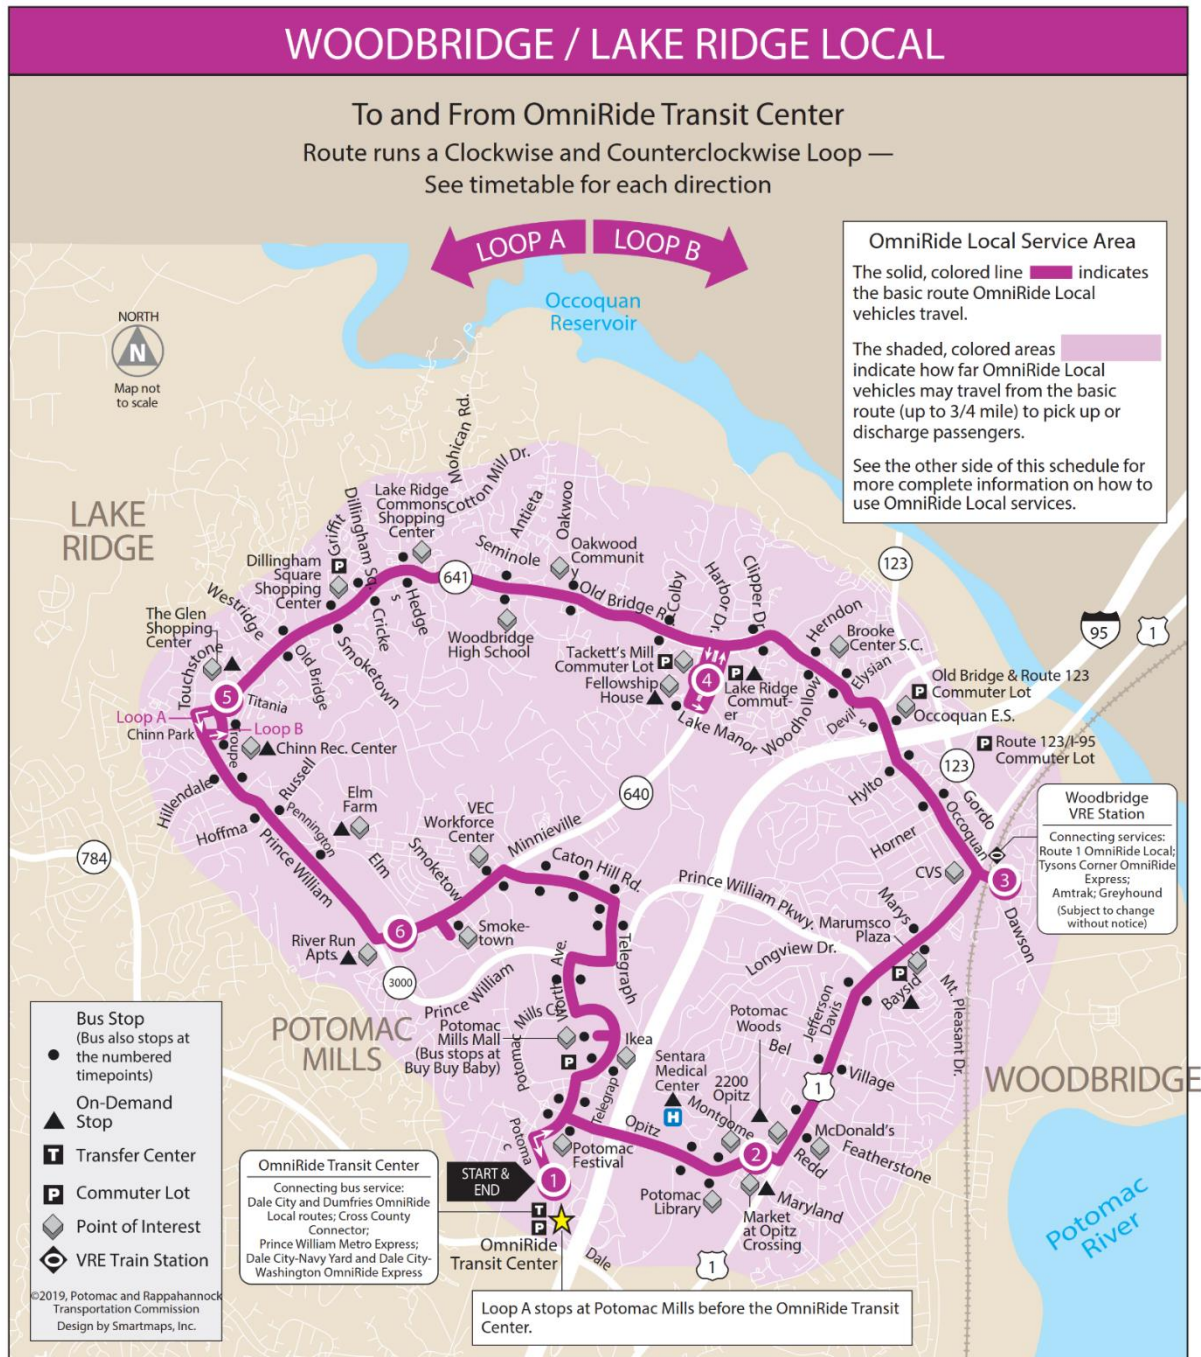 WOODBRIDGE / LAKE RIDGE LOCAL
To and From OmniRide Transit Center
Route runs a Clockwise and Counterclockwise Loop —
See timetable for each direction
LOOP A
LOOP B
OmniRide Local Service Area
The solid, colored line indicates
the basic route OmniRide Local
vehicles travel.
The shaded, colored areas
indicate how far OmniRide Local
vehicles may travel from the basic
route (up to 3/4 mile) to pick up or
discharge passengers.
See the other side of this schedule for
more complete information on how to
use OmniRide Local services.
Occoquan
Reservoir
NORTH
N
Map not
to scale
LAKE
RIDGE
Mohican Rd.
Cotton Mill Dr.
Lake Ridge
Commons
Shopping
Center
Dillingham Sq.
Griffit
P
Dillingham
Square
Shopping
Center
Antieta
Oakwoo
Seminole
Oakwood
Communit
y
641
Hedge
s
Cricke
Smoketown
Woodbridge
High School
Old Bridge R
Colby
Harbor Dr.
Clipper Dr.
Herndon
Brooke
Center S.C.
Elysian
123
95
1
Westridge
The Glen
Shopping
Center
Touchstone
Old Bridge
5
Titania
Loop A
Loop B
Chinn Park
roupe
Chinn Rec. Center
Tackett's Mill
Commuter Lot
P
Fellowship
House
4
P
Lake Ridge
Commut-
er
Lake Manor
Woodhollow
Devil'
s
P
Old Bridge & Route 123
Commuter Lot
Occoquan E.S.
P
Route 123/I-95
Commuter Lot
123
Hylto
Gordo
Occoquan
Horner
Hillendale
Hoffma
Russell
Pennington
Prince William
Elm
Farm
Elm
784
VEC
Workforce
Center
Smoketow
Minnieville
640
Caton Hill Rd.
Woodbridge
VRE Station
Connecting services:
Route 1 OmniRide Local;
Tysons Corner OmniRide
Express;
Amtrak; Greyhound
(Subject to change
without notice)
CVS
3
Dawson
Prince William Pkwy.
Marys
Marumsco
Plaza
P
Baysid
Mt. Pleasant Dr.
Longview Dr.
6
River Run
Apts.
Smoke-
town
3000
Prince William
Telegraph
Worth Ave.
Mills C
Potomac
POTOMAC
MILLS
Potomac
Mills Mall
(Bus stops at
Buy Buy Baby)
P
Ikea
Telegrap
Jefferson
Davis
Potomac
Woods
Bel
Sentara
Medical
Center
H
2200
Opitz
Montgome
1
Village
WOODBRIDGE
McDonald's
Featherstone
Redd
2
Opitz
Potoma
c
Potomac
Festival
START &
END
1
Potomac
Library
Market
at Opitz
Crossing
Maryland
1
T
P
OmniRide
Transit Center
Dale
Potomac
River
OmniRide Transit Center
Connecting bus service:
Dale City and Dumfries OmniRide
Local routes; Cross County
Connector;
Prince William Metro Express;
Dale City-Navy Yard and Dale City-
Washington OmniRide Express
Loop A stops at Potomac Mills before the OmniRide Transit
Center.
Bus Stop
(Bus also stops at
the numbered
timepoints)
On-Demand
Stop
T Transfer Center
P Commuter Lot
Point of Interest
VRE Train Station
©2019, Potomac and Rappahannock
Transportation Commission
Design by Smartmaps, Inc.